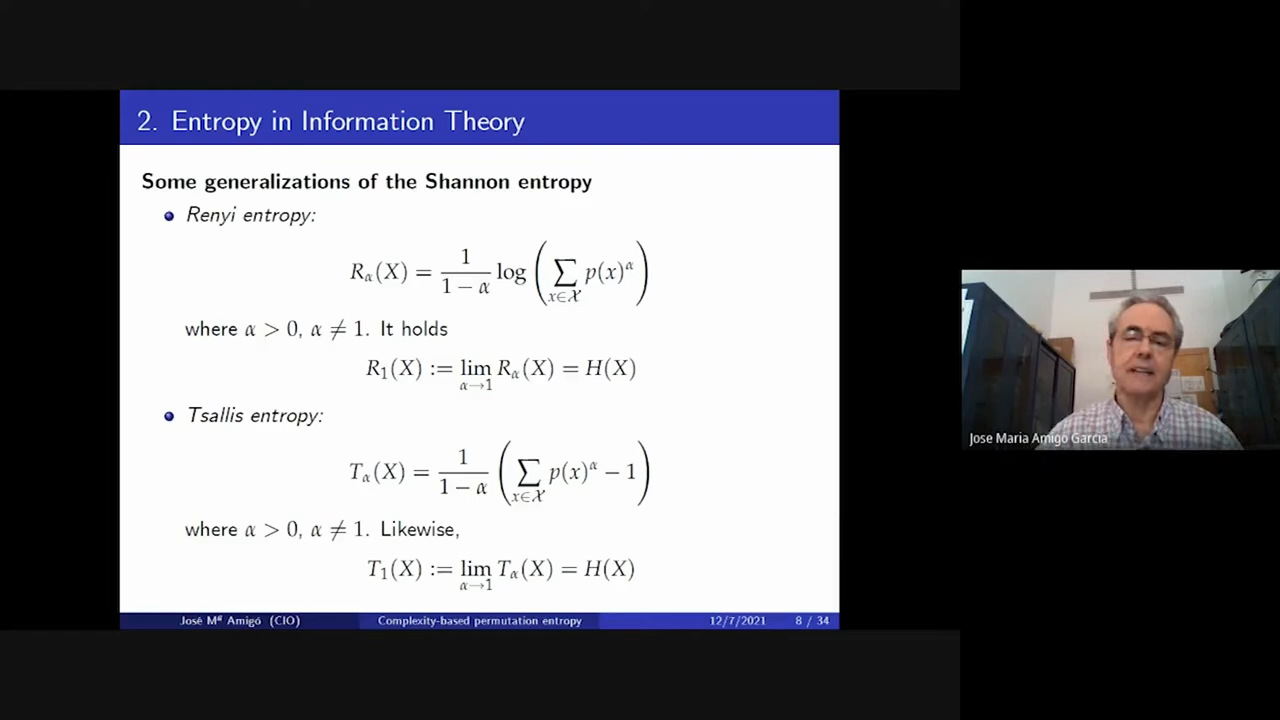 2. Entropy in Information Theory
Some generalizations of the Shannon entropy
Renyi entropy:
R_α(X) = \frac{1}{1 − α} log ( ∑_{x∈𝒳} p(x)^α )
where α > 0, α ≠ 1. It holds
R_1(X) := lim_{α→1} R_α(X) = H(X)
Tsallis entropy:
T_α(X) = \frac{1}{1 − α} ( ∑_{x∈𝒳} p(x)^α − 1 )
where α > 0, α ≠ 1. Likewise,
T_1(X) := lim_{α→1} T_α(X) = H(X)
José Mª Amigó (CIO) Complexity-based permutation entropy 12/7/2021 8 / 34
Jose Maria Amigo Garcia